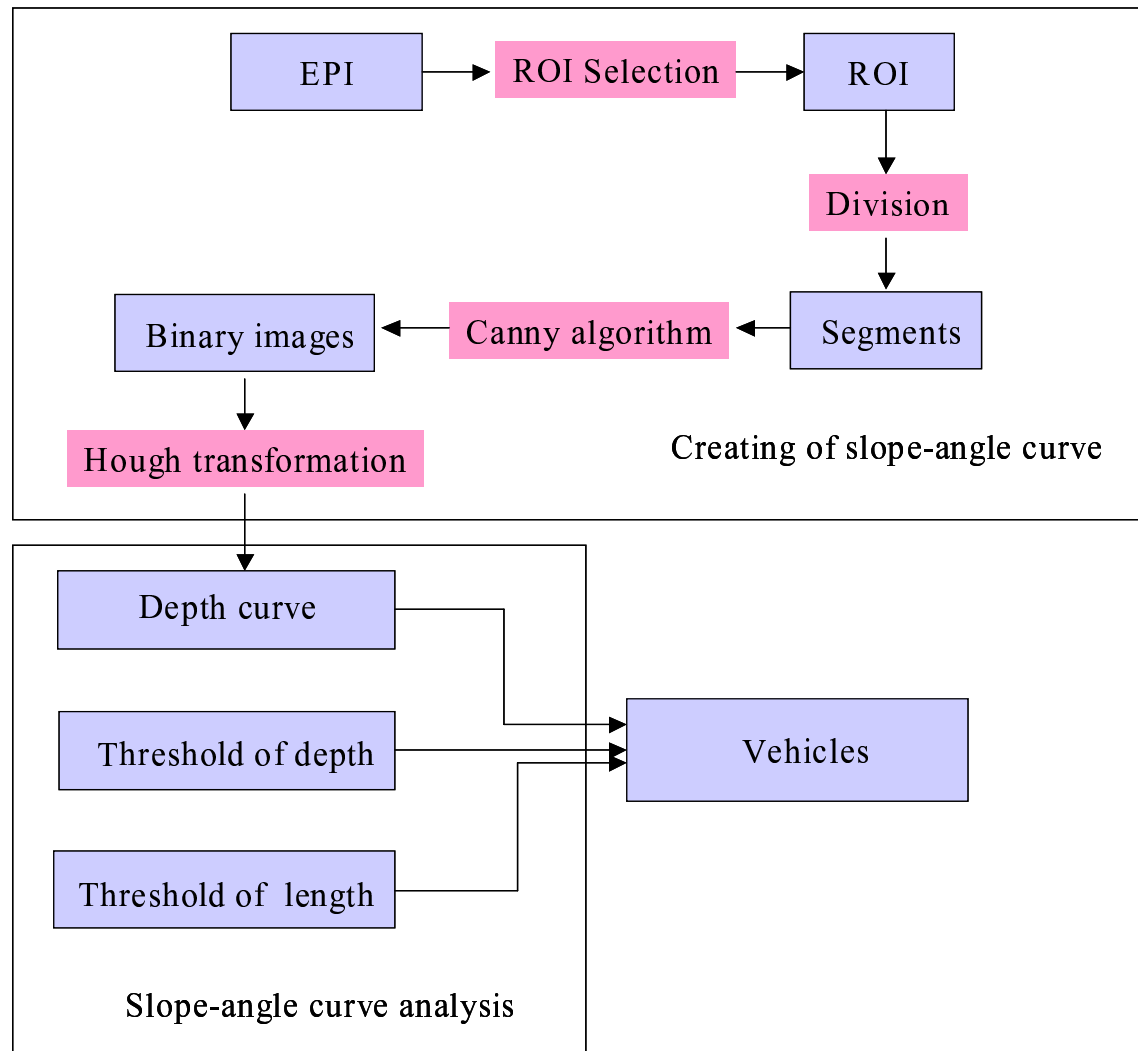 EPI
ROI Selection
ROI
Division
Segments
Canny algorithm
Binary images
Hough transformation
Creating of slope-angle curve
Depth curve
Threshold of depth
Threshold of length
Vehicles
Slope-angle curve analysis